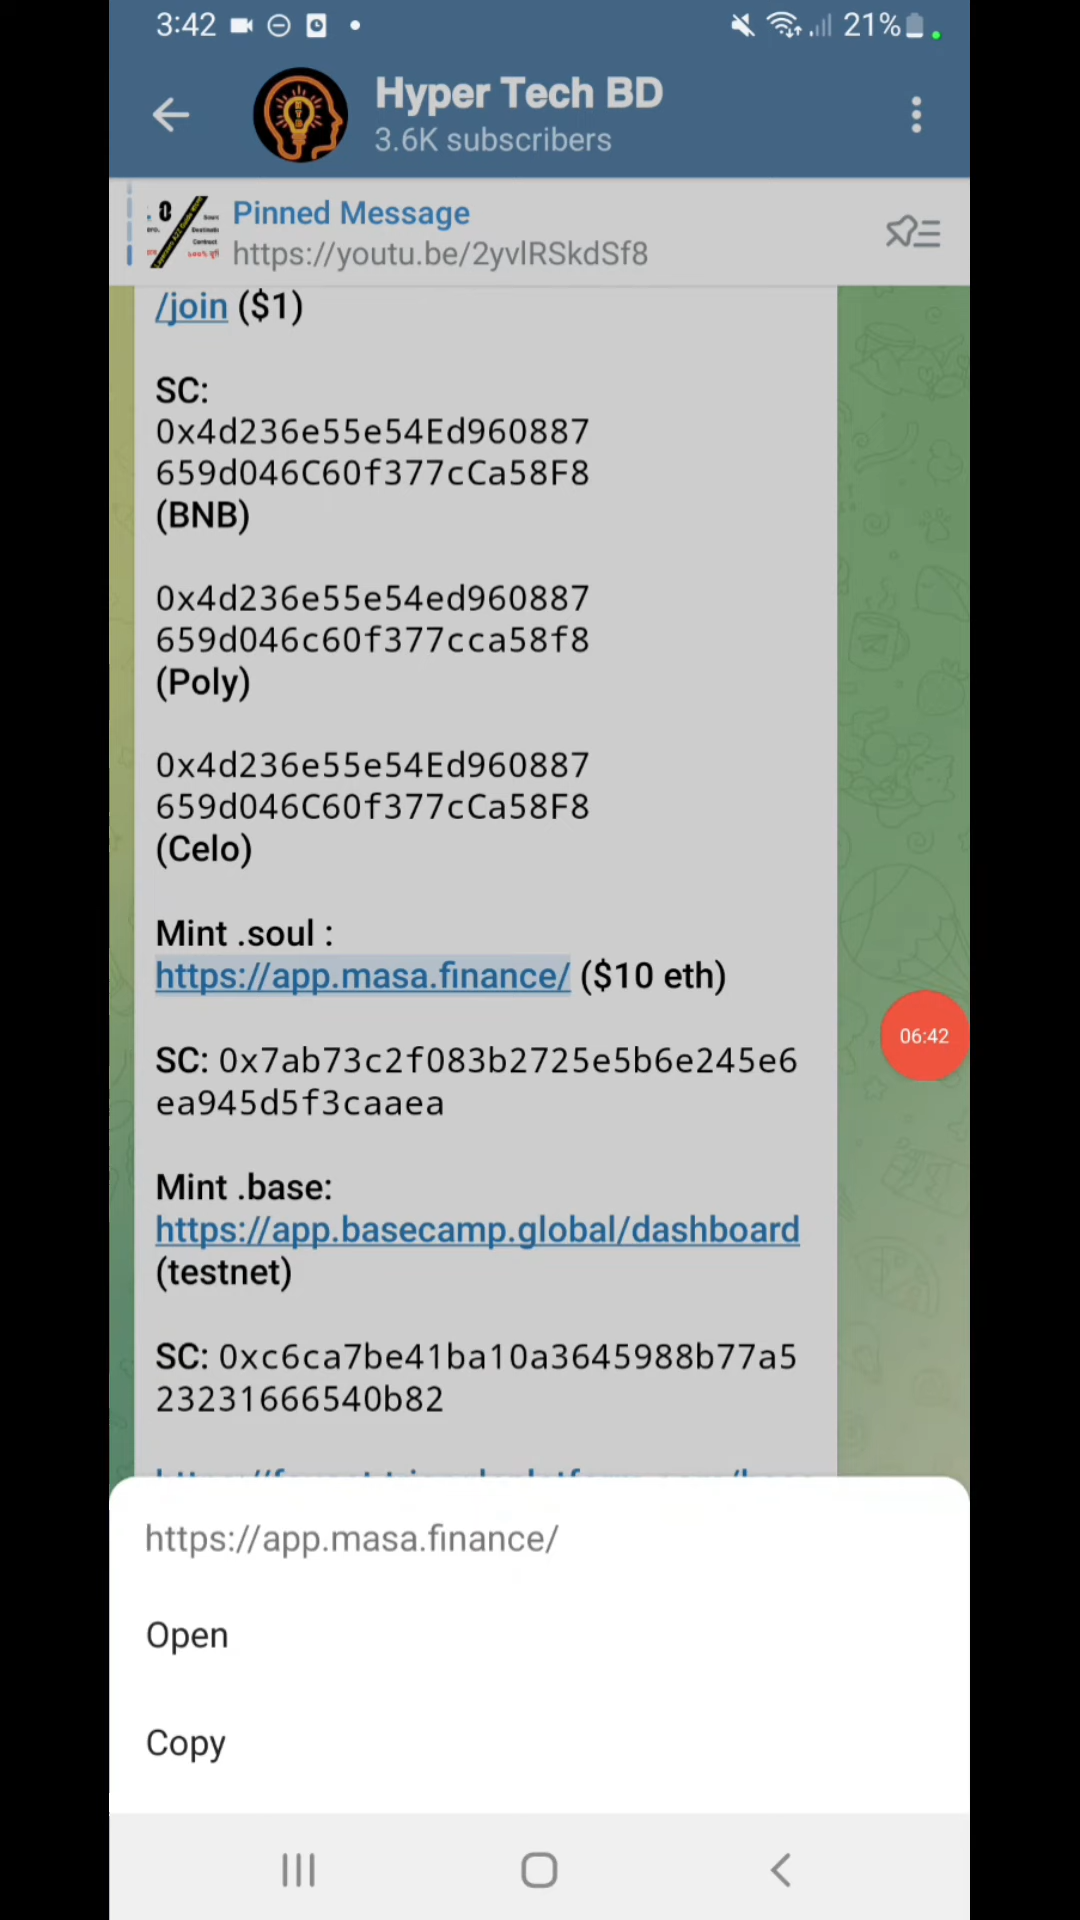 3:42
21%
Hyper Tech BD
3.6K subscribers
Pinned Message
https://youtu.be/2yvlRSkdSf8
/join ($1)
SC:
0x4d236e55e54Ed960887
659d046C60f377cCa58F8
(BNB)
0x4d236e55e54ed960887
659d046c60f377cca58f8
(Poly)
0x4d236e55e54Ed960887
659d046C60f377cCa58F8
(Celo)
Mint .soul :
https://app.masa.finance/ ($10 eth)
06:42
SC: 0x7ab73c2f083b2725e5b6e245e6
ea945d5f3caaea
Mint .base:
https://app.basecamp.global/dashboard
(testnet)
SC: 0xc6ca7be41ba10a3645988b77a5
23231666540b82
https://app.masa.finance/
Open
Copy